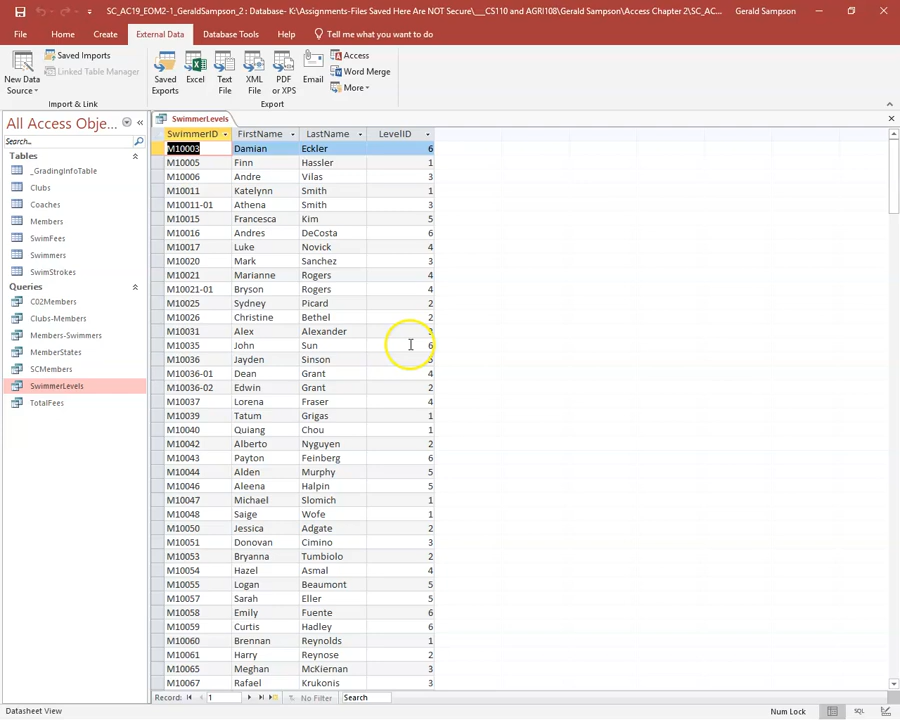 SC_AC19_EOM2-1_GeraldSampson_2 : Database- K:\Assignments-Files Saved Here Are NOT Secure\___CS110 and AGRI108\Gerald Sampson\Access Chapter 2\SC_AC... Gerald Sampson
File Home Create External Data Database Tools Help Tell me what you want to do
New Data Source Saved Imports Linked Table Manager Saved Exports Excel Text File XML File PDF or XPS Email Access Word Merge More
Import & Link Export
All Access Obje...
Search...
Tables
_GradingInfoTable
Clubs
Coaches
Members
SwimFees
Swimmers
SwimStrokes
Queries
C02Members
Clubs-Members
Members-Swimmers
MemberStates
SCMembers
SwimmerLevels
TotalFees
SwimmerLevels
SwimmerID FirstName LastName LevelID
M10003 Damian Eckler 6
M10005 Finn Hassler 1
M10006 Andre Vilas 3
M10011 Katelynn Smith 1
M10011-01 Athena Smith 3
M10015 Francesca Kim 5
M10016 Andres DeCosta 6
M10017 Luke Novick 4
M10020 Mark Sanchez 3
M10021 Marianne Rogers 4
M10021-01 Bryson Rogers 4
M10025 Sydney Picard 2
M10026 Christine Bethel 2
M10031 Alex Alexander
M10035 John Sun 6
M10036 Jayden Sinson
M10036-01 Dean Grant 4
M10036-02 Edwin Grant 2
M10037 Lorena Fraser 4
M10039 Tatum Grigas 1
M10040 Quiang Chou 1
M10042 Alberto Nyguyen 2
M10043 Payton Feinberg 6
M10044 Alden Murphy 5
M10046 Aleena Halpin 5
M10047 Michael Slomich 1
M10048 Saige Wofe 1
M10050 Jessica Adgate 2
M10051 Donovan Cimino 3
M10053 Bryanna Tumbiolo 2
M10054 Hazel Asmal 4
M10055 Logan Beaumont 5
M10057 Sarah Eller 5
M10058 Emily Fuente 6
M10059 Curtis Hadley 6
M10060 Brennan Reynolds 1
M10061 Harry Reynose 2
M10065 Meghan McKiernan 3
M10067 Rafael Krukonis 3
Record: 1 No Filter Search
Datasheet View Num Lock SQL